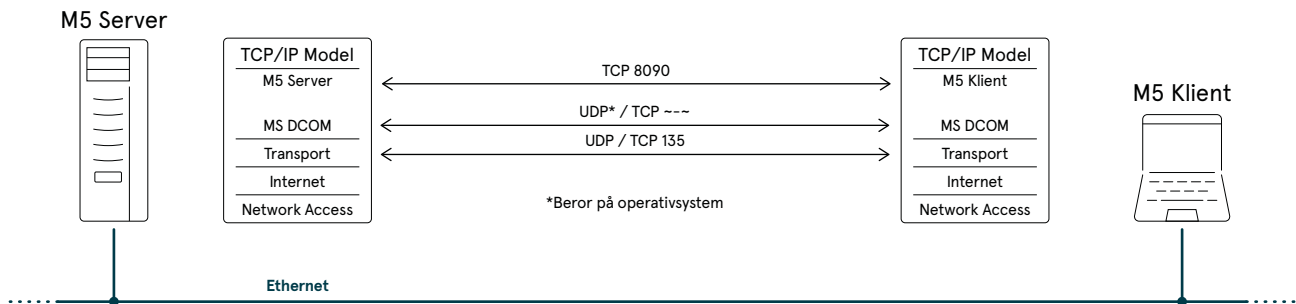 M5 Server
TCP/IP Model
M5 Server
MS DCOM
Transport
Internet
Network Access
TCP 8090
UDP* / TCP ~-~
UDP / TCP 135
*Beror på operativsystem
TCP/IP Model
M5 Klient
MS DCOM
Transport
Internet
Network Access
M5 Klient
Ethernet